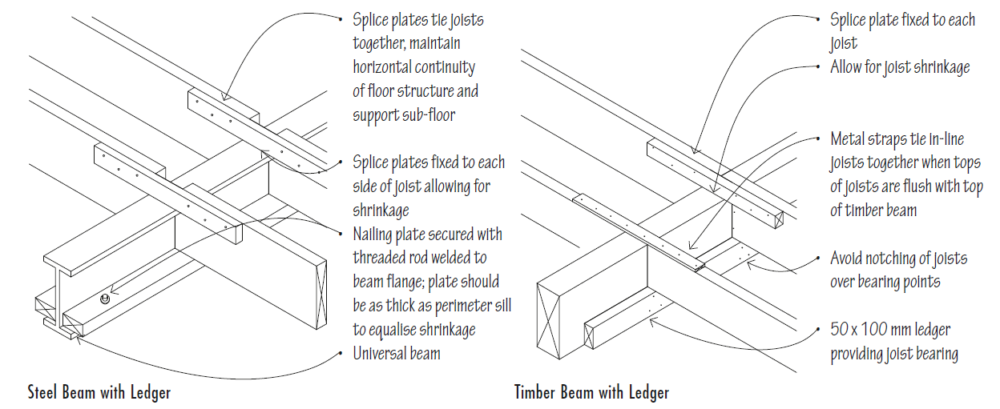 Splice plates tie joists
together, maintain
horizontal continuity
of floor structure and
support sub-floor
Splice plates fixed to each
side of joist allowing for
shrinkage
Nailing plate secured with
threaded rod welded to
beam flange; plate should
be as thick as perimeter sill
to equalise shrinkage
Universal beam
Steel Beam with Ledger
Splice plate fixed to each
joist
Allow for joist shrinkage
Metal straps tie in-line
joists together when tops
of joists are flush with top
of timber beam
Avoid notching of joists
over bearing points
50 x 100 mm ledger
providing joist bearing
Timber Beam with Ledger